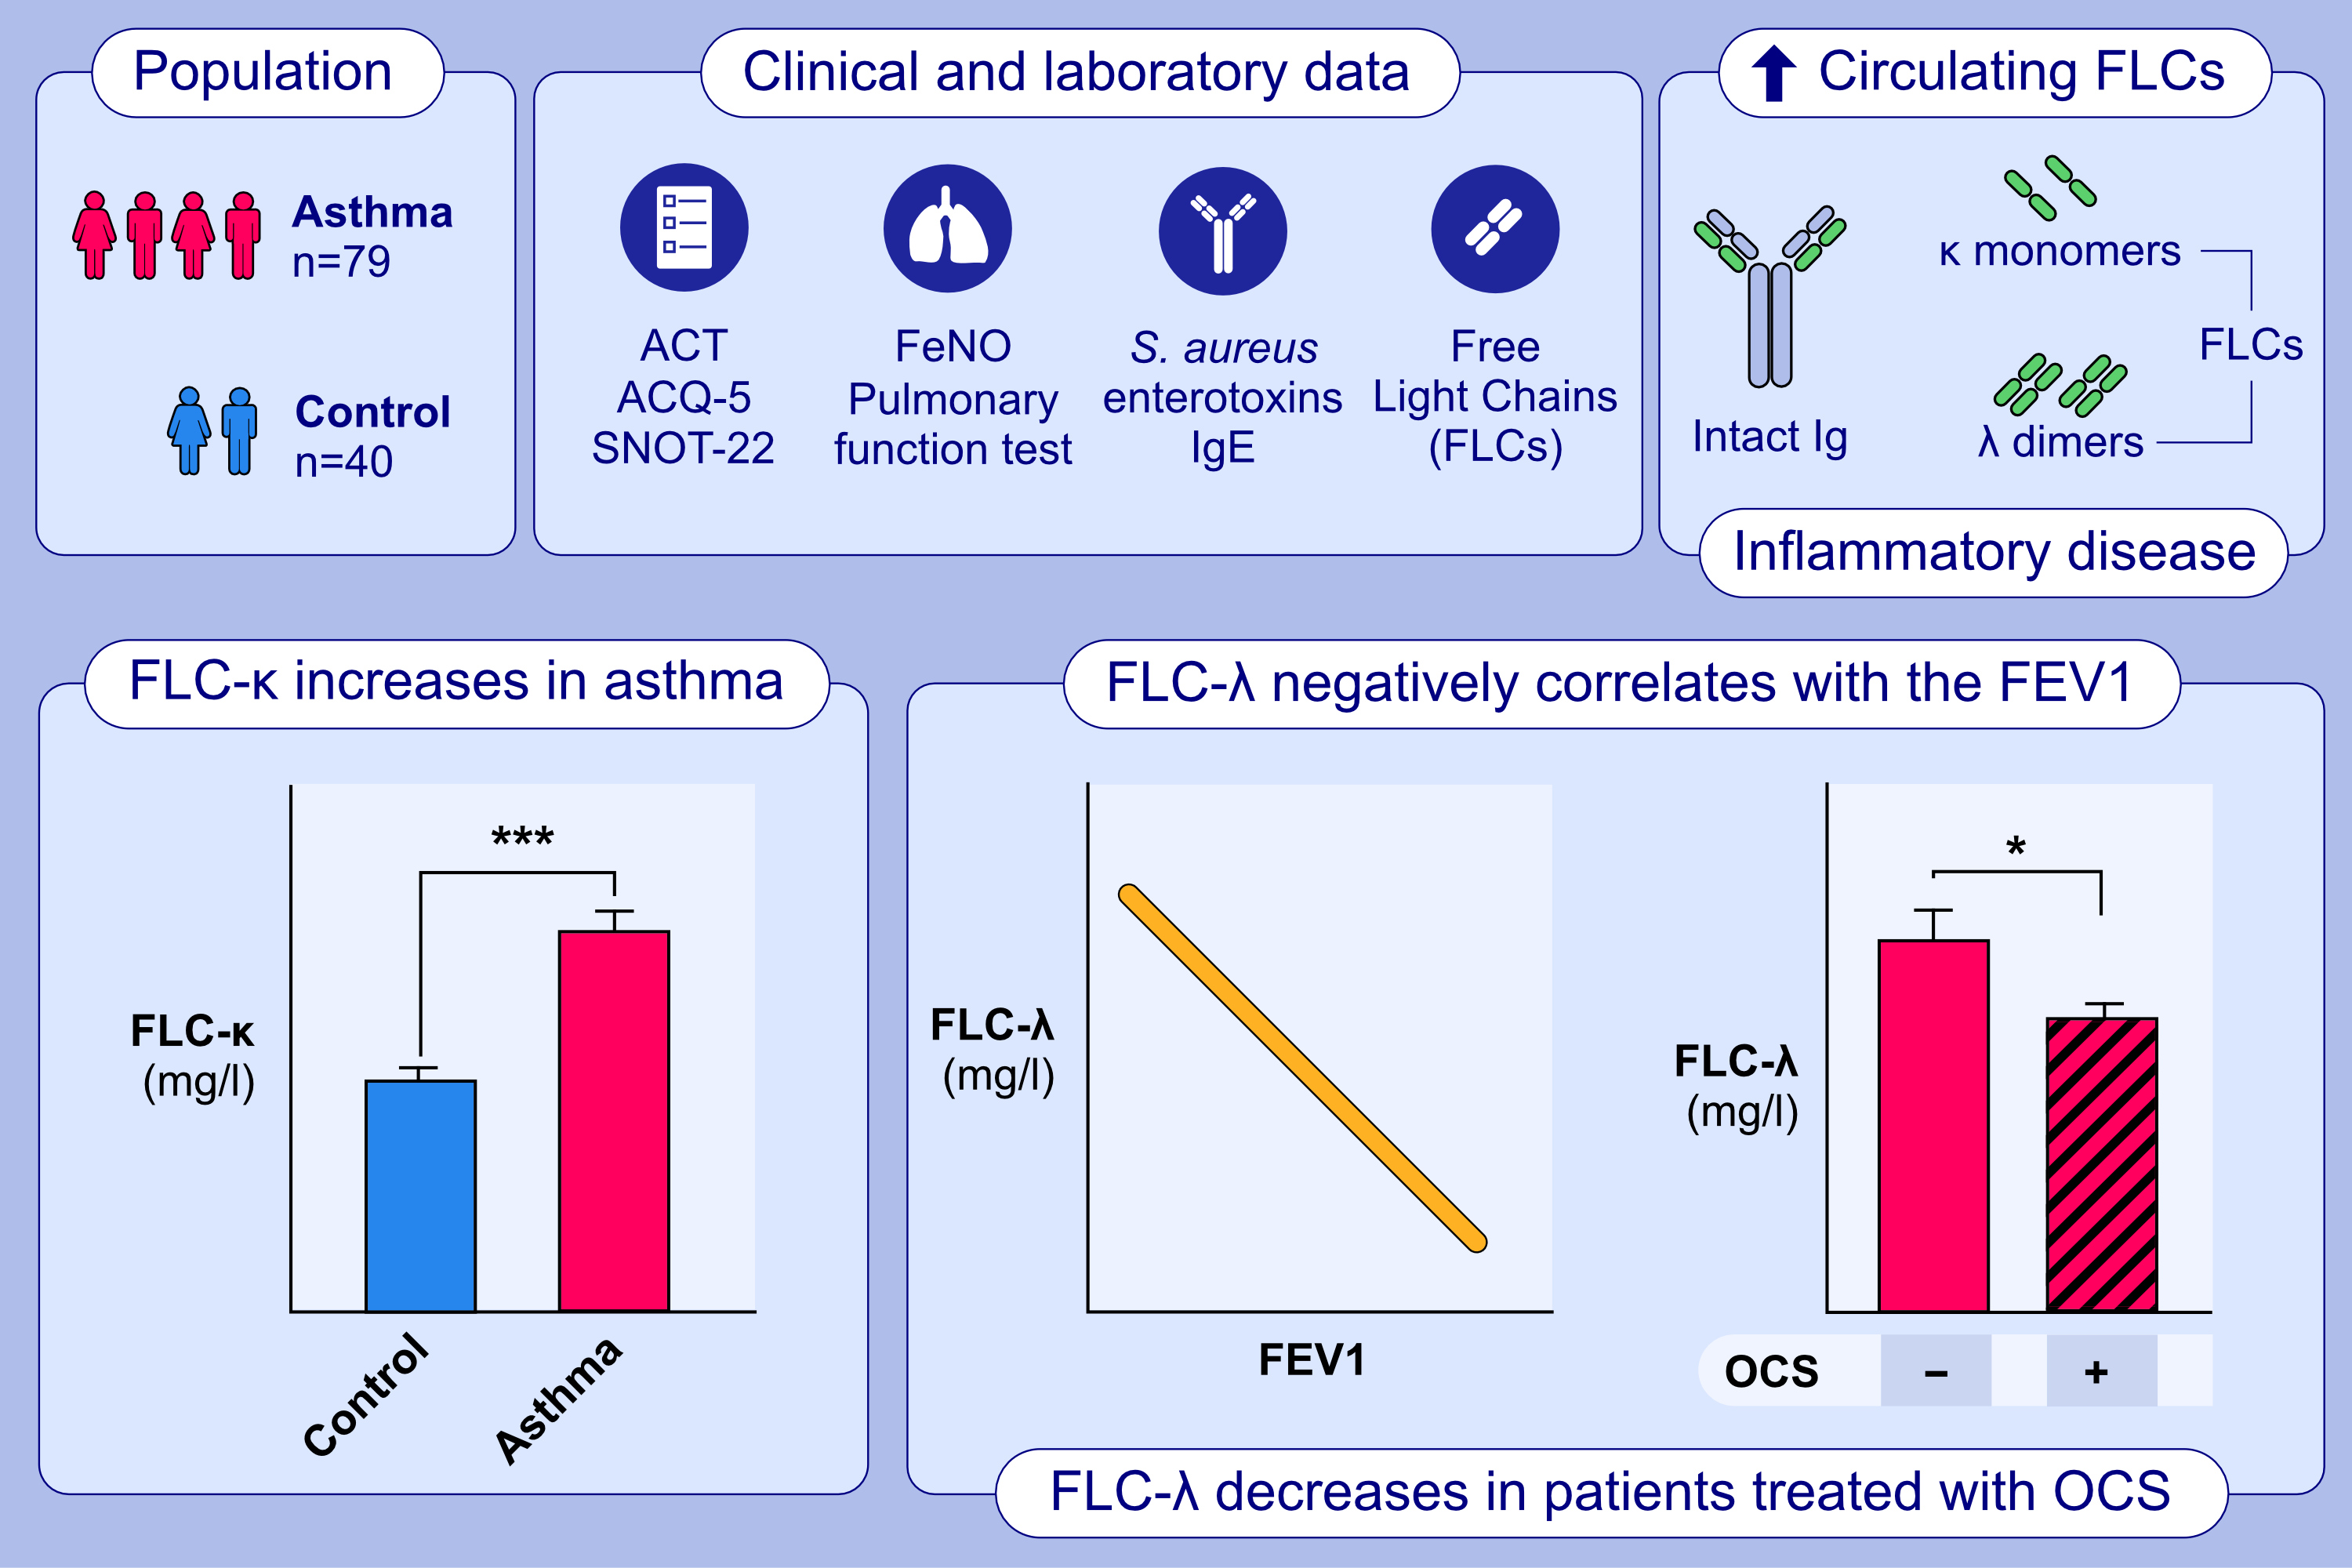 Population
Asthma
n=79
Control
n=40
Clinical and laboratory data
ACT
ACQ-5
SNOT-22
FeNO
Pulmonary
function test
S. aureus
enterotoxins
IgE
Free
Light Chains
(FLCs)
Circulating FLCs
Intact Ig
κ monomers
λ dimers
FLCs
Inflammatory disease
FLC-κ increases in asthma
***
FLC-κ
(mg/l)
Control
Asthma
FLC-λ negatively correlates with the FEV1
FLC-λ
(mg/l)
FEV1
*
FLC-λ
(mg/l)
OCS – +
FLC-λ decreases in patients treated with OCS